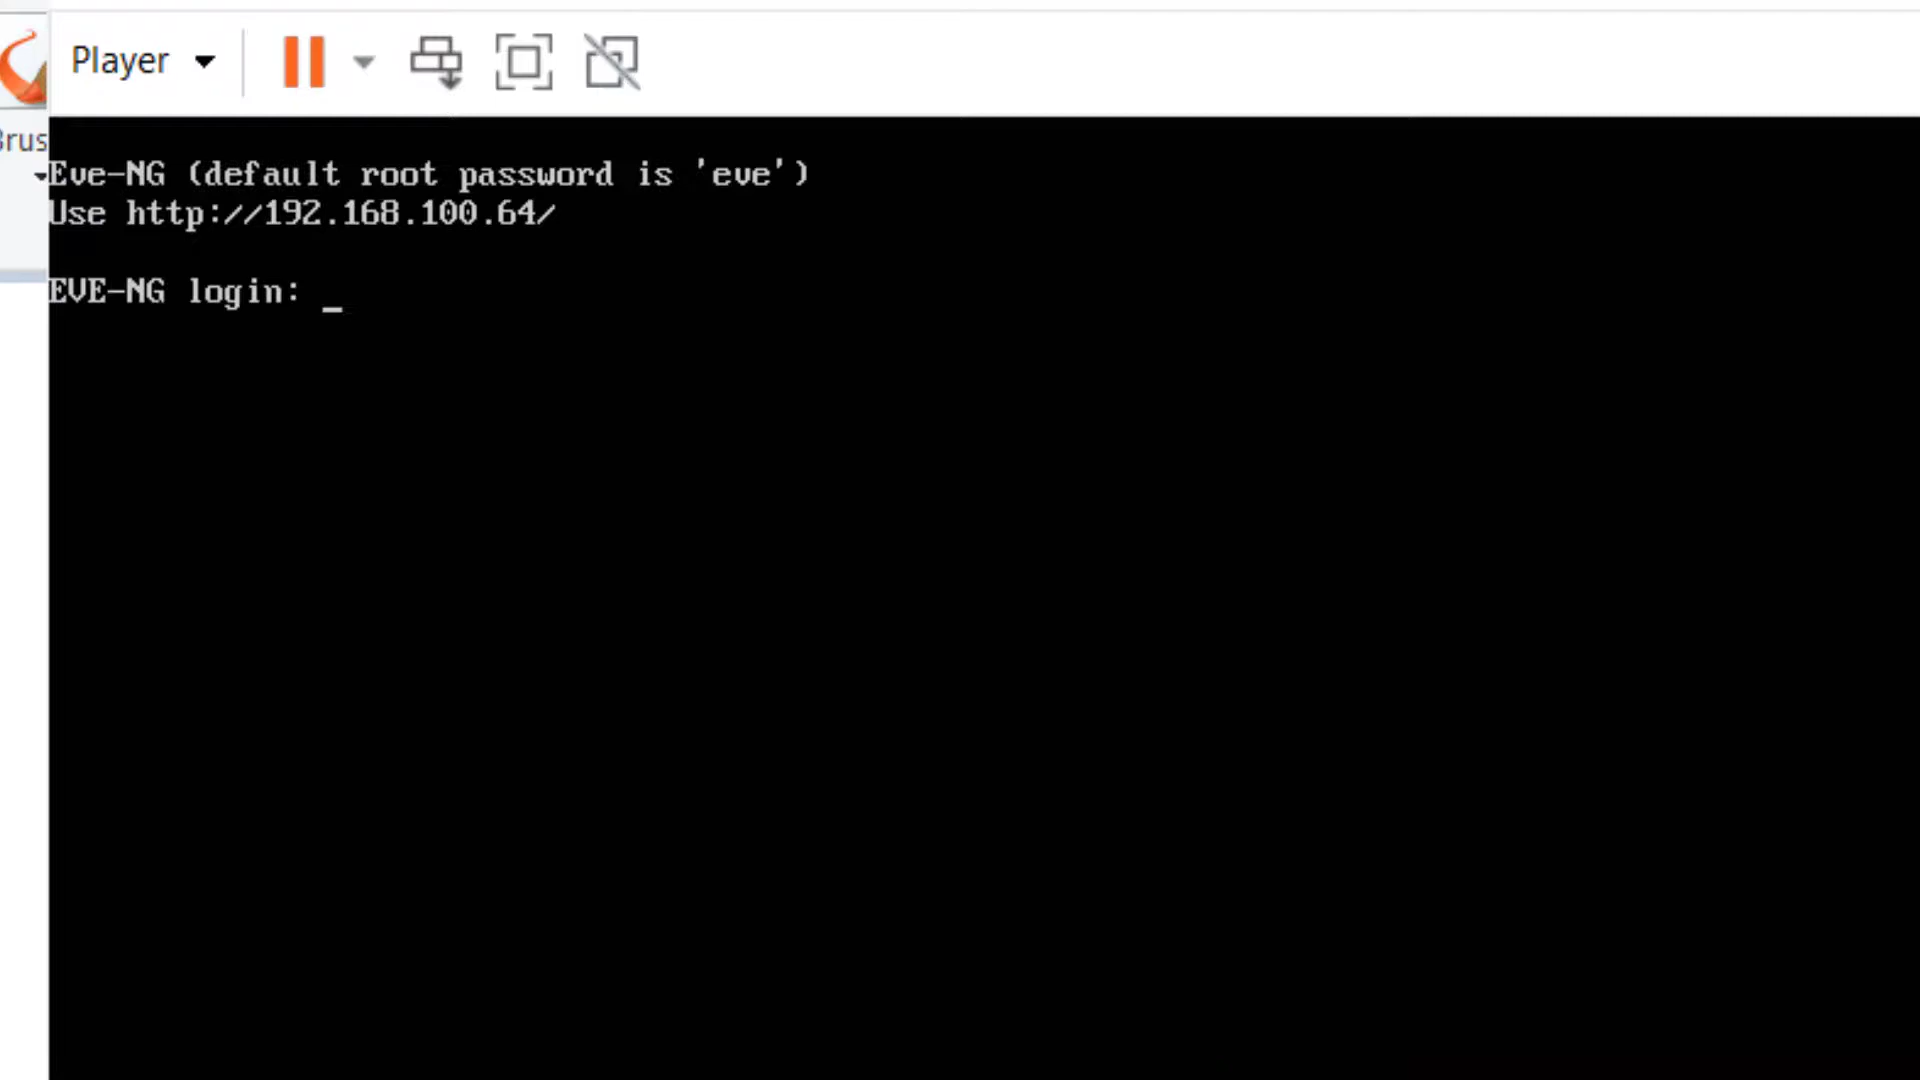 Player
Brus
Eve-NG (default root password is 'eve')
Use http://192.168.100.64/
EVE-NG login: _